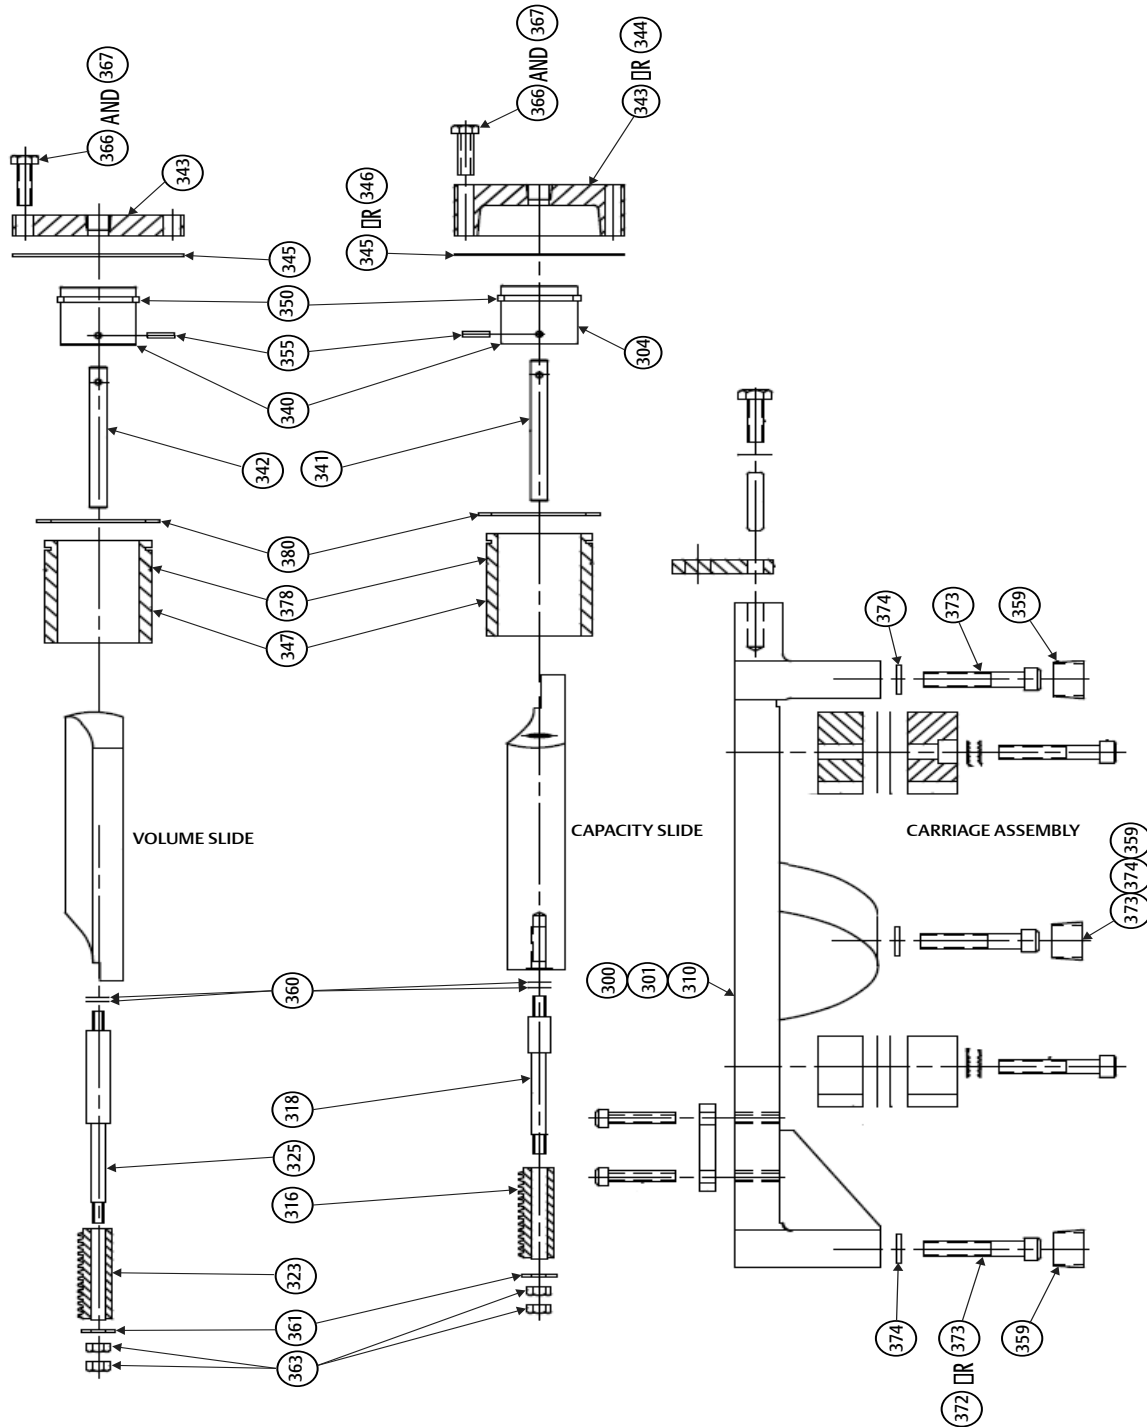 366 AND 367
343
345
350
355
340
342
380
378
347
VOLUME SLIDE
360
318
325
316
323
361
363
366 AND 367
343 OR 344
345 OR 346
304
341
CAPACITY SLIDE
300 301 310
CARRIAGE ASSEMBLY
374
373
359
373 374 359
374
373
372 OR
359